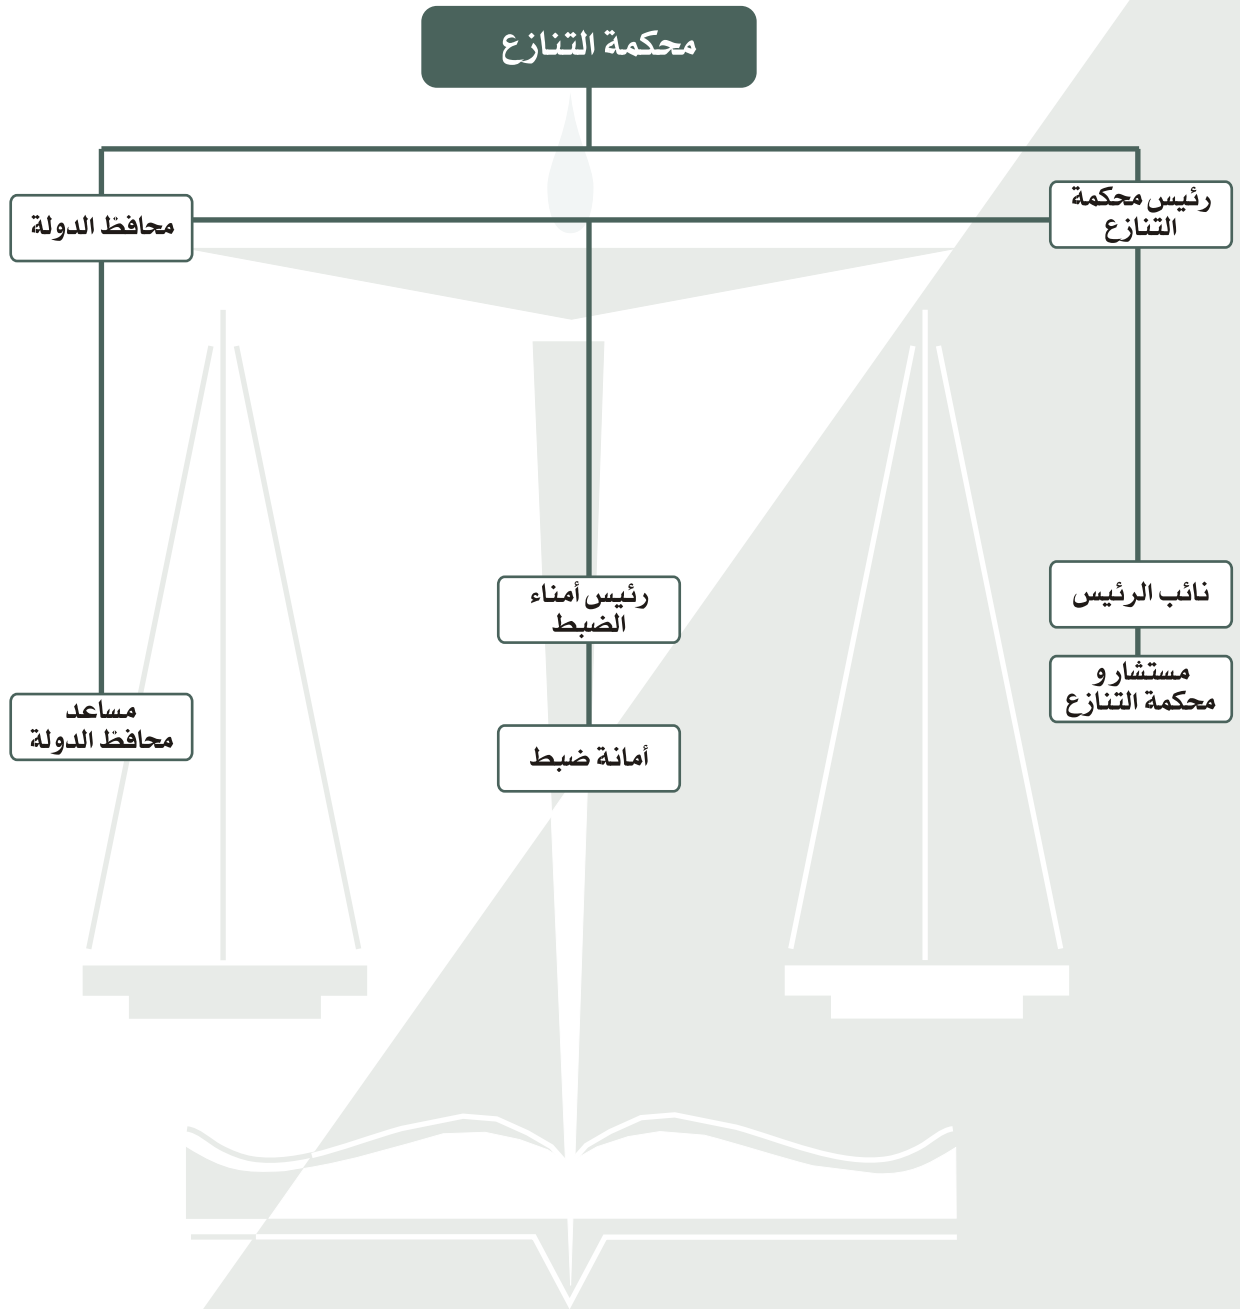 محكمة التنازع
رئيس محكمة
التنازع
محافظ الدولة
نائب الرئيس
رئيس أمناء
الضبط
مستشارو
محكمة التنازع
مساعد
محافظ الدولة
أمانة ضبط